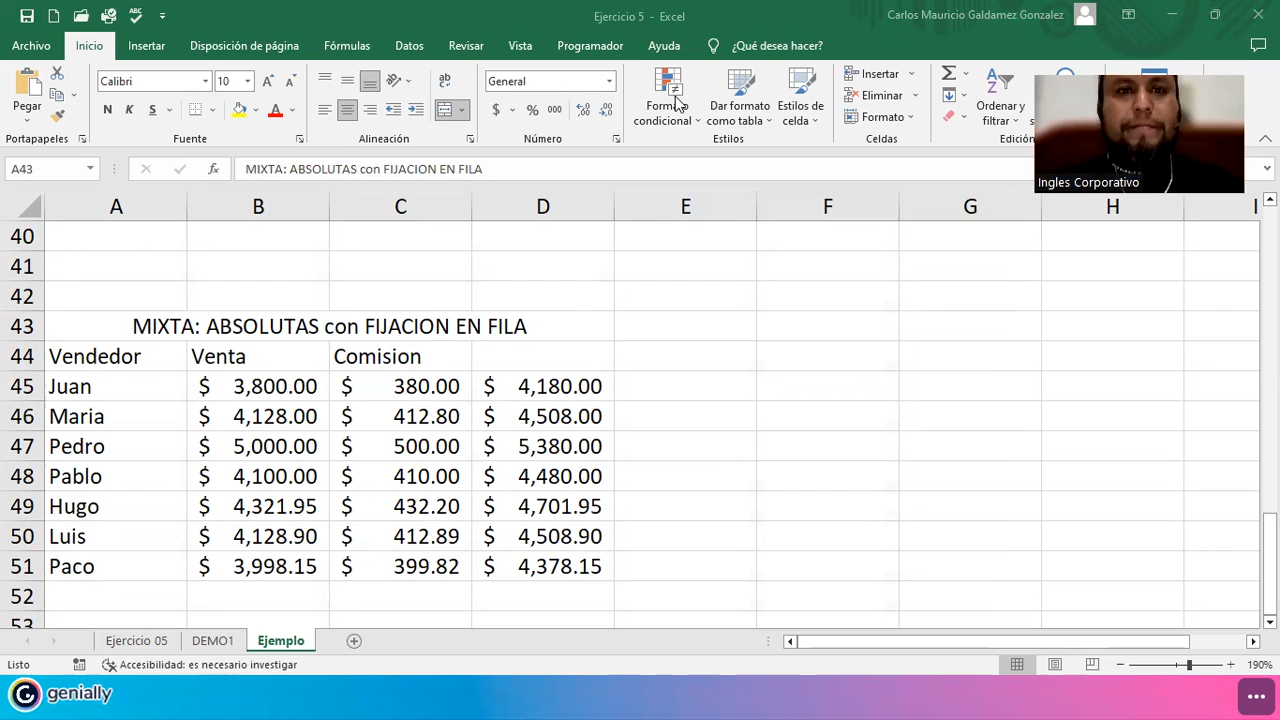 Ejercicio 5 - Excel
Carlos Mauricio Galdamez Gonzalez
Archivo Inicio Insertar Disposición de página Fórmulas Datos Revisar Vista Programador Ayuda ¿Qué desea hacer?
Pegar
Portapapeles
Calibri 10
N K S
Fuente
Alineación
General
$ % 000
Número
Formato condicional
Dar formato como tabla
Estilos de celda
Estilos
Insertar
Eliminar
Formato
Celdas
Ordenar y filtrar
Edición
Ingles Corporativo
A43 fx MIXTA: ABSOLUTAS con FIJACION EN FILA
A B C D E F G H I
40
41
42
43 MIXTA: ABSOLUTAS con FIJACION EN FILA
44 Vendedor Venta Comision
45 Juan $ 3,800.00 $ 380.00 $ 4,180.00
46 Maria $ 4,128.00 $ 412.80 $ 4,508.00
47 Pedro $ 5,000.00 $ 500.00 $ 5,380.00
48 Pablo $ 4,100.00 $ 410.00 $ 4,480.00
49 Hugo $ 4,321.95 $ 432.20 $ 4,701.95
50 Luis $ 4,128.90 $ 412.89 $ 4,508.90
51 Paco $ 3,998.15 $ 399.82 $ 4,378.15
52
53
Ejercicio 05 DEMO1 Ejemplo
Listo Accesibilidad: es necesario investigar 190%
genially